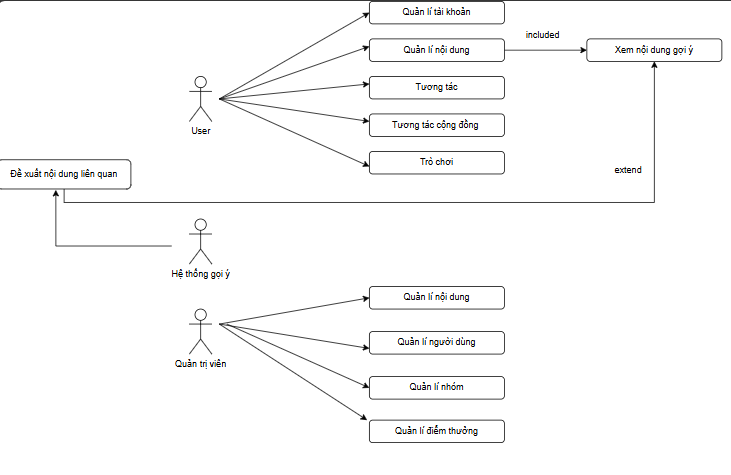 Quản lí tài khoản
Quản lí nội dung
included
Xem nội dung gợi ý
Tương tác
User
Tương tác cộng đồng
Trò chơi
Đề xuất nội dung liên quan
extend
Hệ thống gọi ý
Quản lí nội dung
Quản lí người dùng
Quản trị viên
Quản lí nhóm
Quản lí điểm thưởng